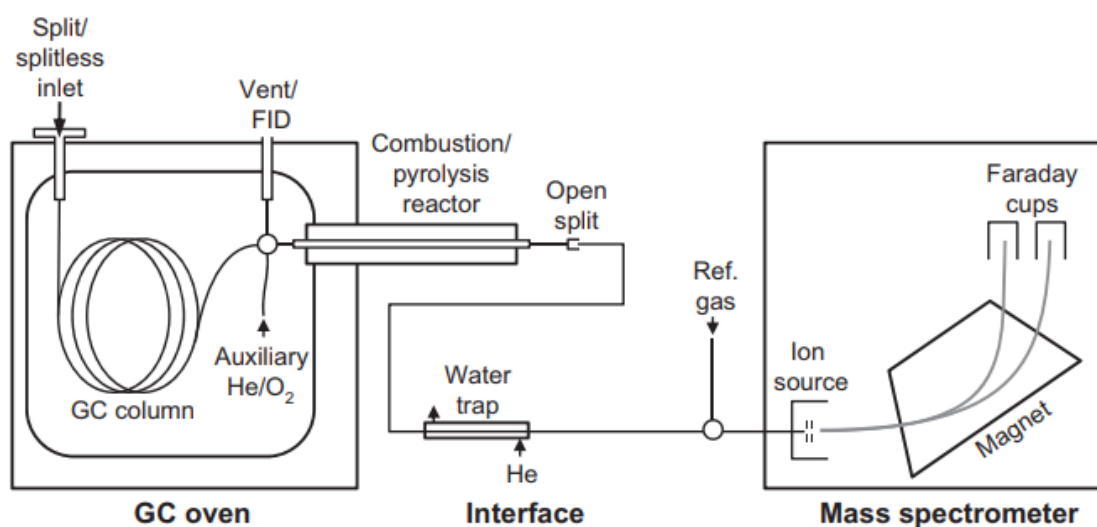 Split/
splitless
inlet
Vent/
FID
Combustion/
pyrolysis
reactor
Open
split
Faraday
cups
Ref.
gas
Ion
source
Auxiliary
He/O₂
GC column
Water
trap
He
Magnet
GC oven
Interface
Mass spectrometer